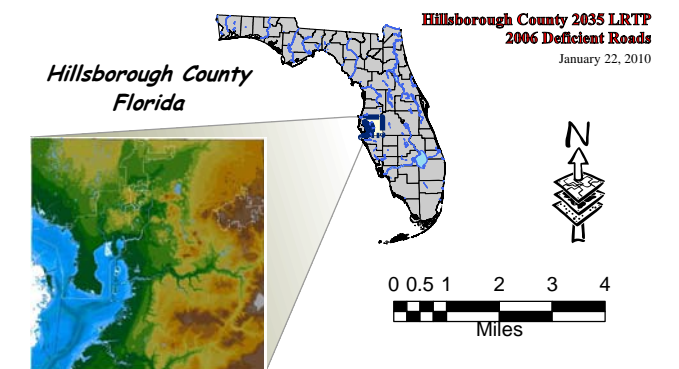 Hillsborough County 2035 LRTP
2006 Deficient Roads
January 22, 2010
Hillsborough County
Florida
N
0 0.5 1 2 3 4
Miles